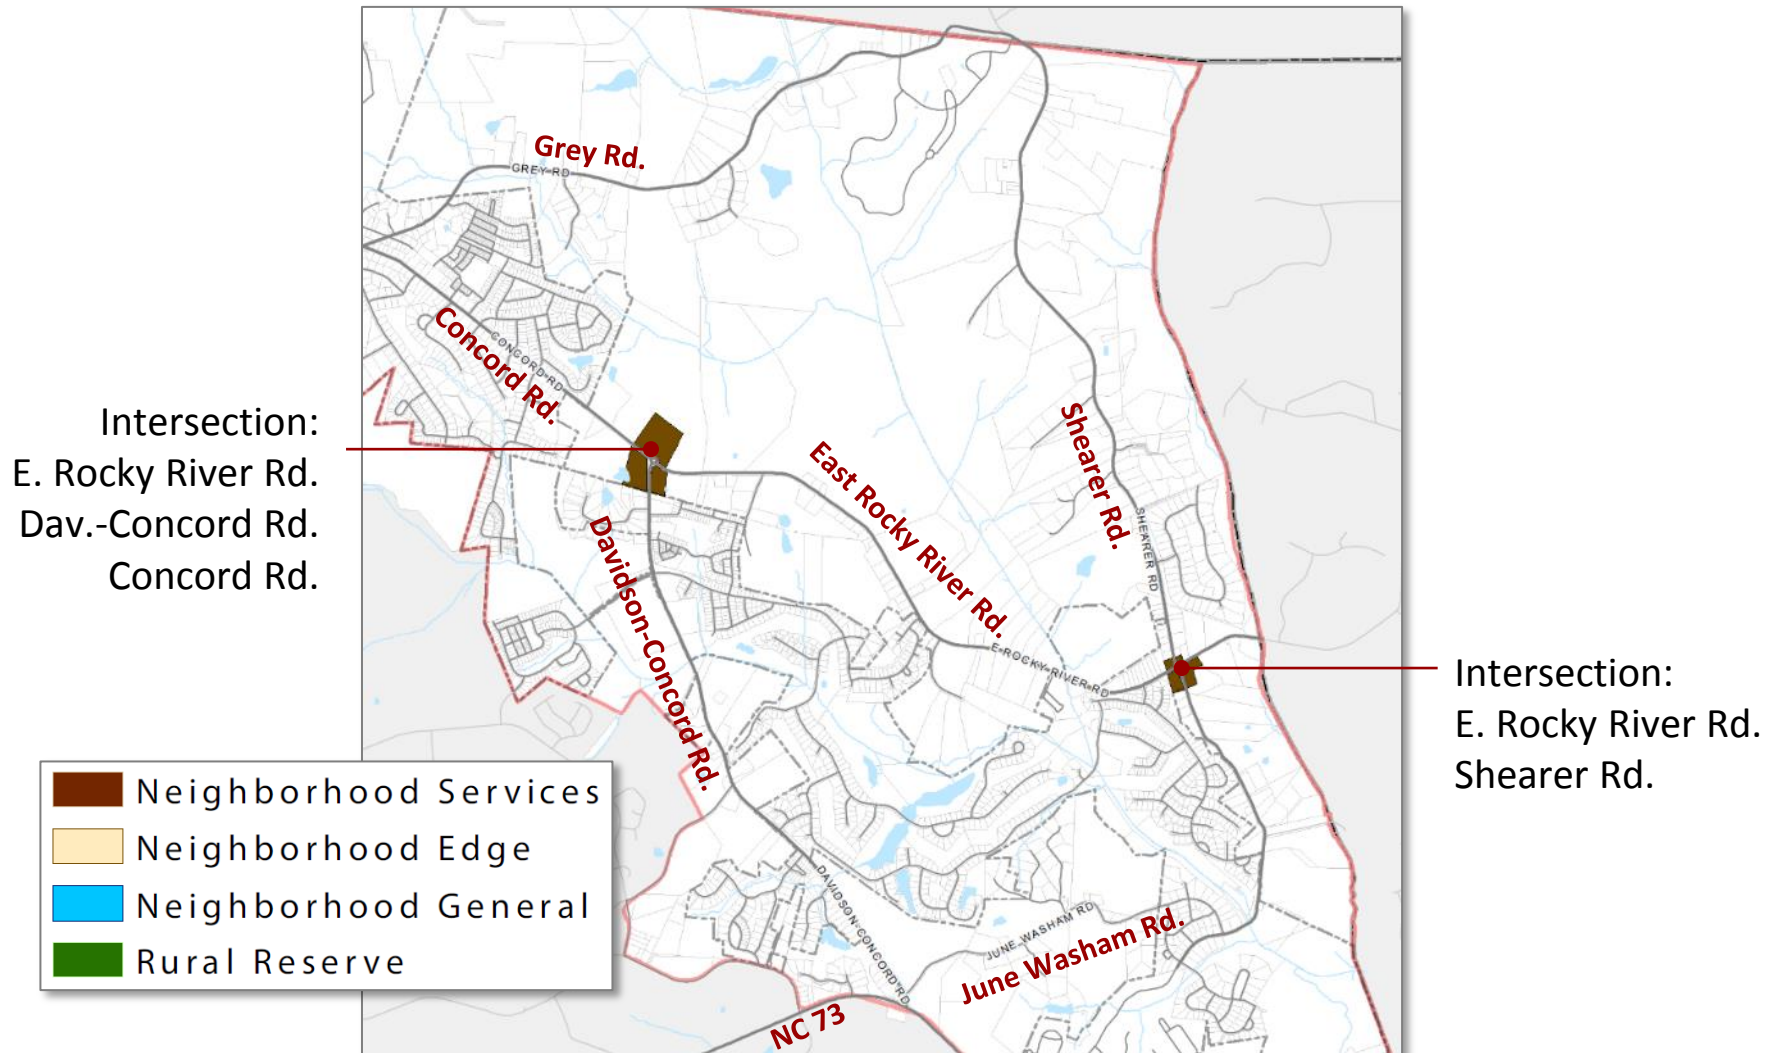 Grey Rd.
GREY RD
Concord Rd.
CONCORD RD
Intersection:
E. Rocky River Rd.
Dav.-Concord Rd.
Concord Rd.
East Rocky River Rd.
Shearer Rd.
SHEARER RD
Davidson-Concord Rd.
E ROCKY RIVER RD
Intersection:
E. Rocky River Rd.
Shearer Rd.
Neighborhood Services
Neighborhood Edge
Neighborhood General
Rural Reserve
DAVIDSON-CONCORD RD
JUNE WASHAM RD
June Washam Rd.
NC 73